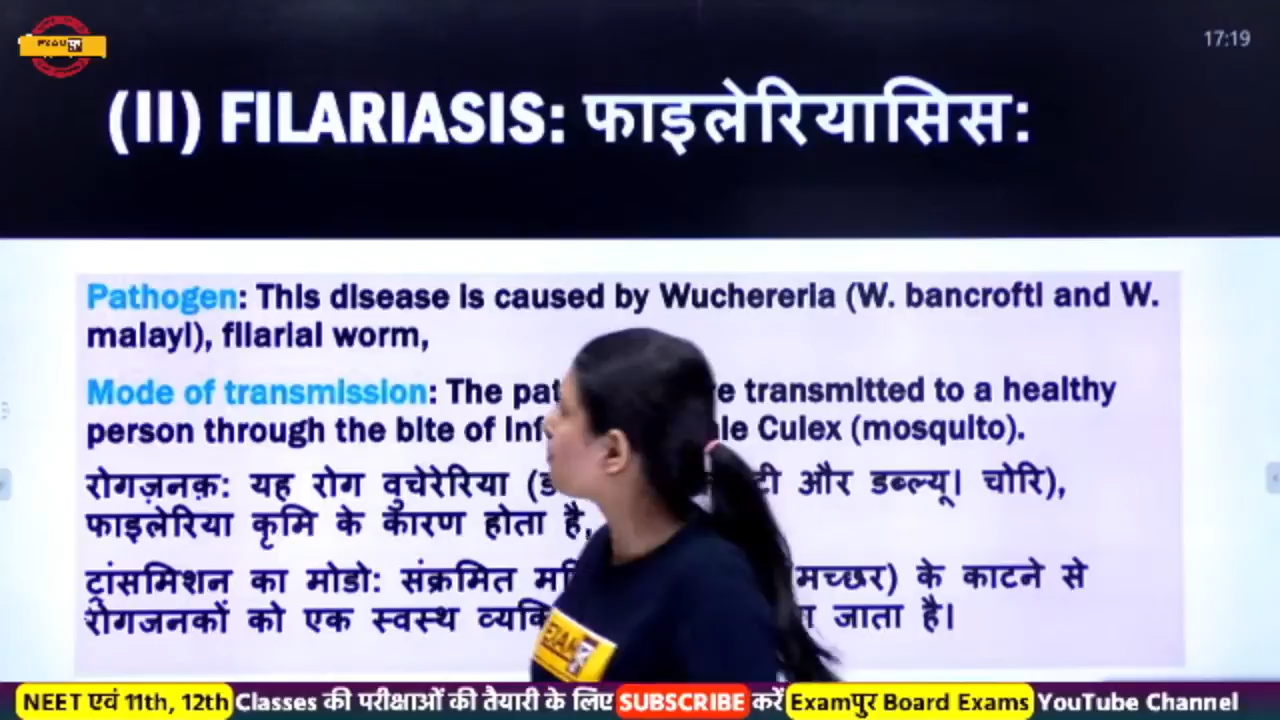 17:19
(II) FILARIASIS: फाइलेरियासिस:
Pathogen: This disease is caused by Wuchereria (W. bancrofti and W.
malayi), filarial worm,
Mode of transmission: The transmitted to a healthy
person through the bite of Culex (mosquito).
रोगज़नक़: यह रोग वुचेरेरिया और डब्ल्यू। चोरि),
फाइलेरिया कृमि के कारण होता है,
ट्रांसमिशन का मोडो: संक्रमित मच्छर) के काटने से
रोगजनकों को एक स्वस्थ जाता है।
NEET एवं 11th, 12th Classes की परीक्षाओं की तैयारी के लिए SUBSCRIBE करें Examपुर Board Exams YouTube Channel